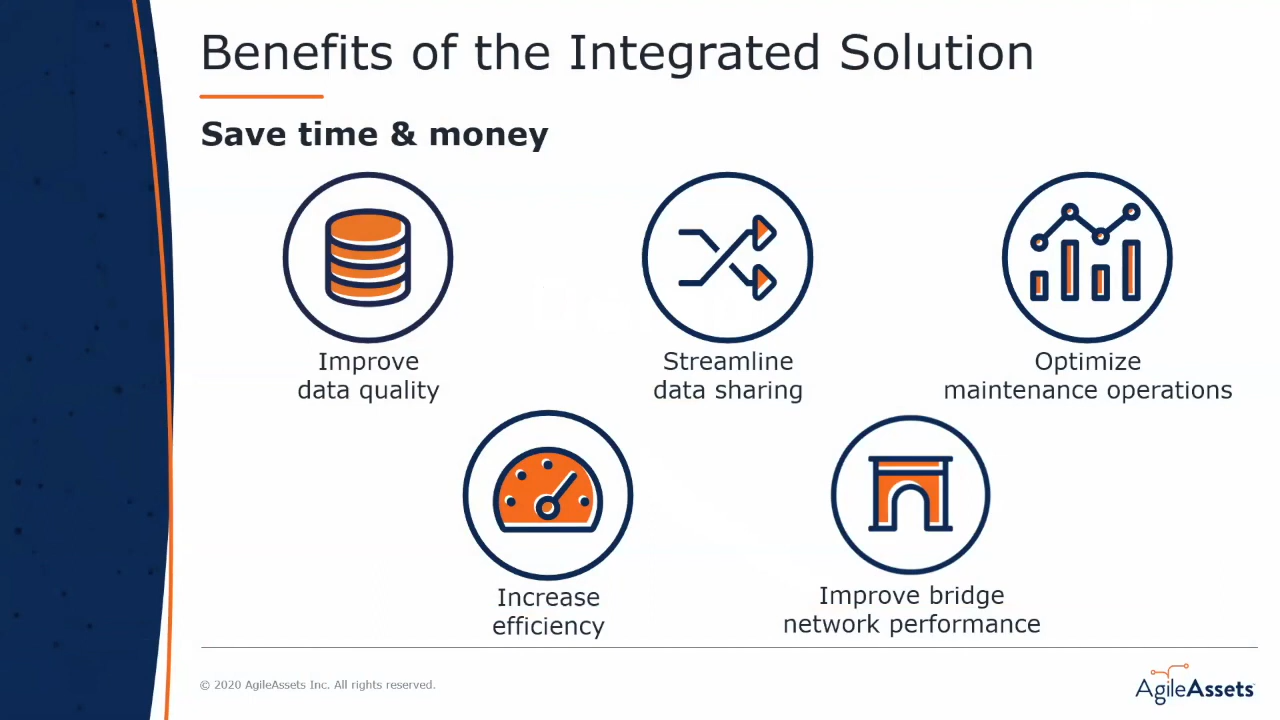 Benefits of the Integrated Solution
Save time & money
Improve
data quality
Streamline
data sharing
Optimize
maintenance operations
Increase
efficiency
Improve bridge
network performance
© 2020 AgileAssets Inc. All rights reserved.
AgileAssets